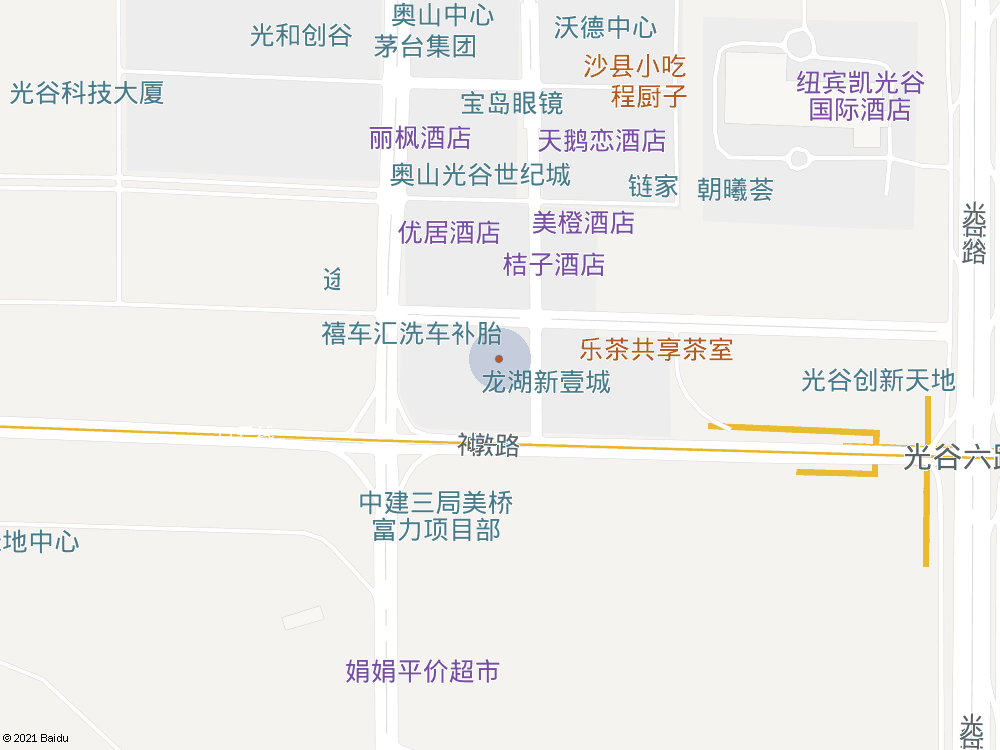 奥山中心
沃德中心
光和创谷
茅台集团
沙县小吃
纽宾凯光谷
国际酒店
光谷科技大厦
程厨子
宝岛眼镜
丽枫酒店
天鹅恋酒店
奥山光谷世纪城
链家
朝曦荟
优居酒店
美橙酒店
光谷路
桔子酒店
禧车汇洗车补胎
乐茶共享茶室
龙湖新壹城
光谷创新天地
神墩
路
光谷六路
中建三局美桥
富力项目部
地中心
娟娟平价超市
光谷
© 2021 Baidu